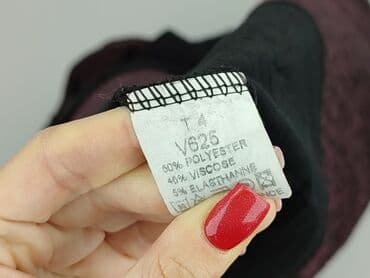 T 4
V625
50% POLYESTER
45% VISCOSE
5% ELASTHANNE